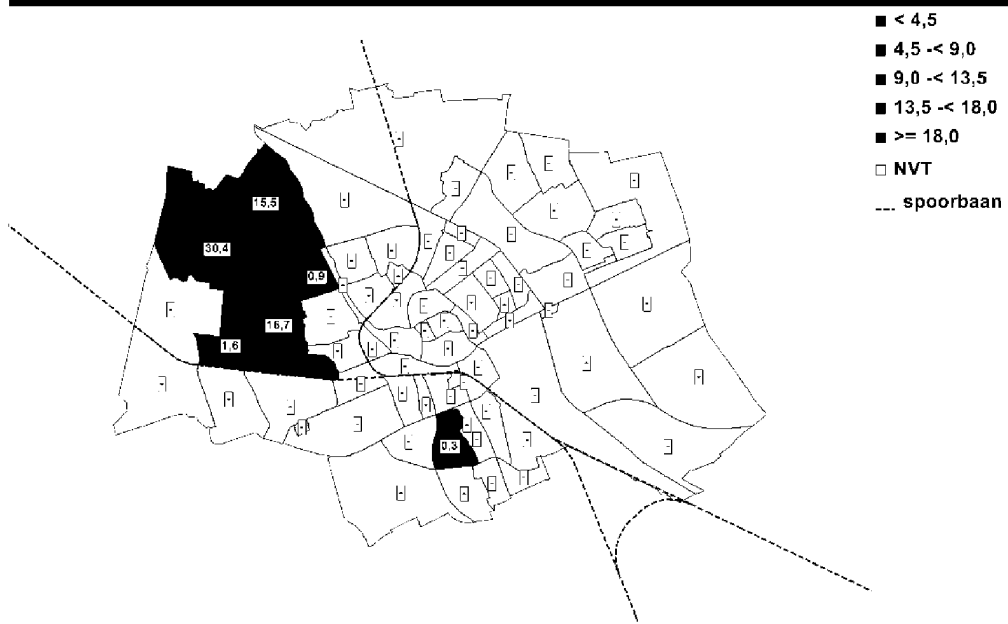 < 4,5
4,5 -< 9,0
9,0 -< 13,5
13,5 -< 18,0
>= 18,0
NVT
spoorbaan
15,5
30,4
0,9
16,7
1,6
0,3